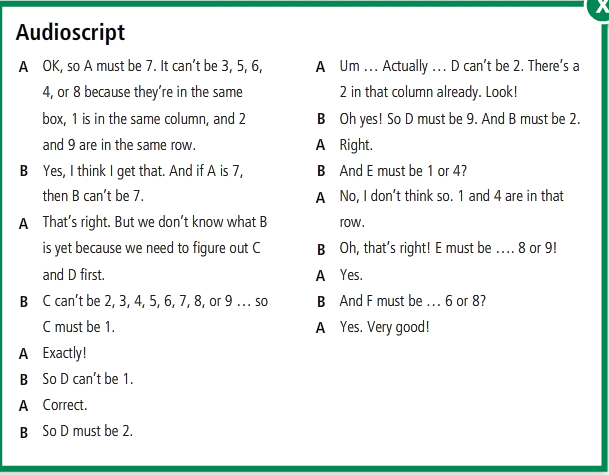 X
Audioscript
A OK, so A must be 7. It can't be 3, 5, 6,
4, or 8 because they're in the same
box, 1 is in the same column, and 2
and 9 are in the same row.
B Yes, I think I get that. And if A is 7,
then B can't be 7.
A That's right. But we don't know what B
is yet because we need to figure out C
and D first.
B C can't be 2, 3, 4, 5, 6, 7, 8, or 9 … so
C must be 1.
A Exactly!
B So D can't be 1.
A Correct.
B So D must be 2.
A Um … Actually … D can't be 2. There's a
2 in that column already. Look!
B Oh yes! So D must be 9. And B must be 2.
A Right.
B And E must be 1 or 4?
A No, I don't think so. 1 and 4 are in that
row.
B Oh, that's right! E must be …. 8 or 9!
A Yes.
B And F must be … 6 or 8?
A Yes. Very good!